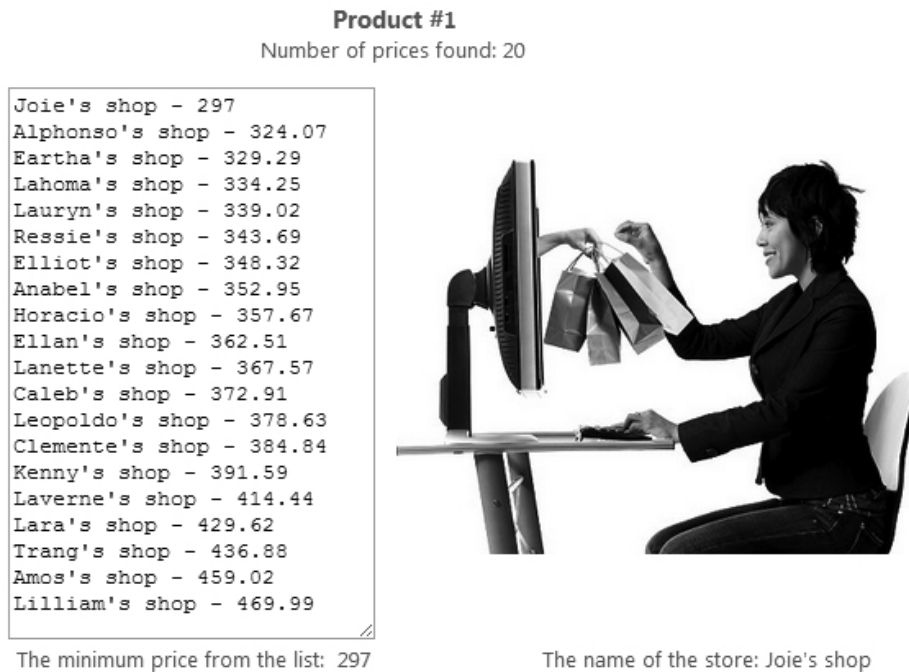 Product #1
Number of prices found: 20
Joie's shop - 297
Alphonso's shop - 324.07
Eartha's shop - 329.29
Lahoma's shop - 334.25
Lauryn's shop - 339.02
Ressie's shop - 343.69
Elliot's shop - 348.32
Anabel's shop - 352.95
Horacio's shop - 357.67
Ellan's shop - 362.51
Lanette's shop - 367.57
Caleb's shop - 372.91
Leopoldo's shop - 378.63
Clemente's shop - 384.84
Kenny's shop - 391.59
Laverne's shop - 414.44
Lara's shop - 429.62
Trang's shop - 436.88
Amos's shop - 459.02
Lilliam's shop - 469.99
The minimum price from the list: 297
The name of the store: Joie's shop